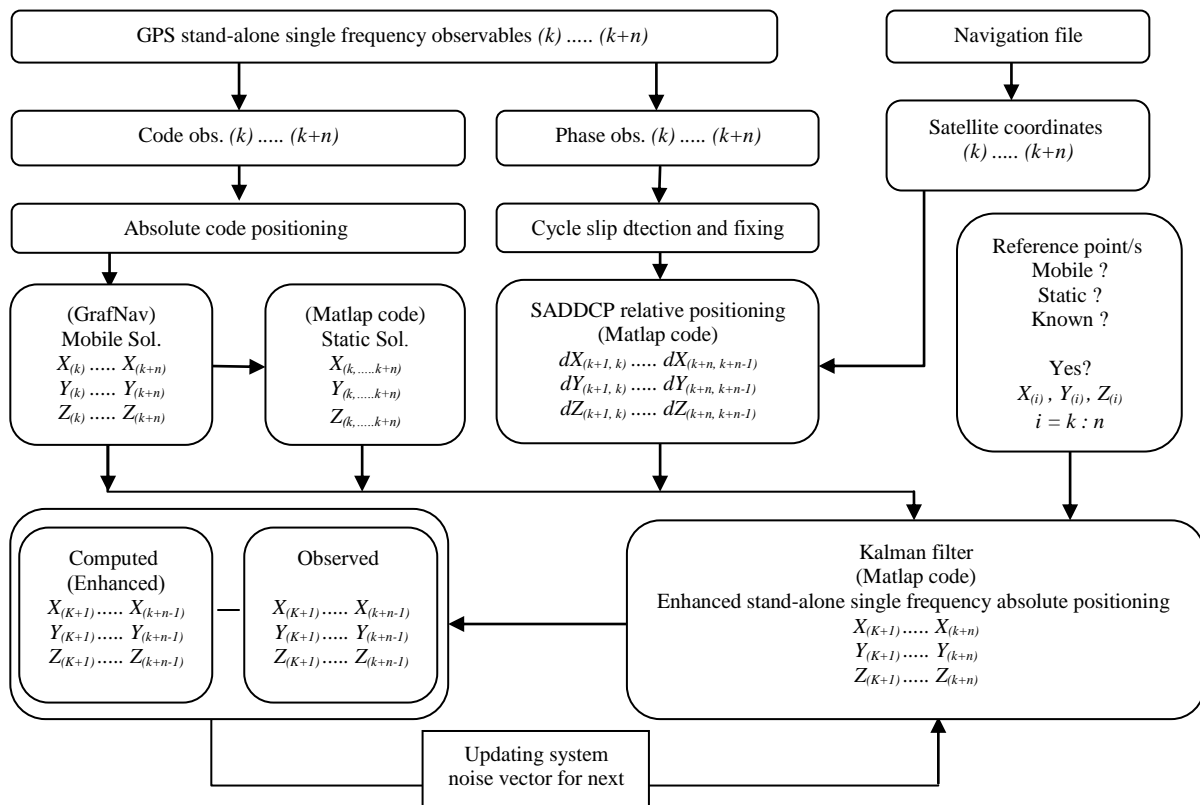 GPS stand-alone single frequency observables (k) ..... (k+n)
Navigation file
Code obs. (k) ..... (k+n)
Phase obs. (k) ..... (k+n)
Satellite coordinates
(k) ..... (k+n)
Absolute code positioning
Cycle slip dtection and fixing
Reference point/s
Mobile ?
Static ?
Known ?
Yes?
X(i) , Y(i), Z(i)
i = k : n
(GrafNav)
Mobile Sol.
X(k) ..... X(k+n)
Y(k) ..... Y(k+n)
Z(k) ..... Z(k+n)
(Matlap code)
Static Sol.
X(k,.....k+n)
Y(k,.....k+n)
Z(k,.....k+n)
SADDCP relative positioning
(Matlap code)
dX(k+1, k) ..... dX(k+n, k+n-1)
dY(k+1, k) ..... dY(k+n, k+n-1)
dZ(k+1, k) ..... dZ(k+n, k+n-1)
Computed
(Enhanced)
X(K+1) ..... X(k+n-1)
Y(K+1) ..... Y(k+n-1)
Z(K+1) ..... Z(k+n-1)
—
Observed
X(K+1) ..... X(k+n-1)
Y(K+1) ..... Y(k+n-1)
Z(K+1) ..... Z(k+n-1)
Kalman filter
(Matlap code)
Enhanced stand-alone single frequency absolute positioning
X(K+1) ..... X(k+n)
Y(K+1) ..... Y(k+n)
Z(K+1) ..... Z(k+n)
Updating system
noise vector for next